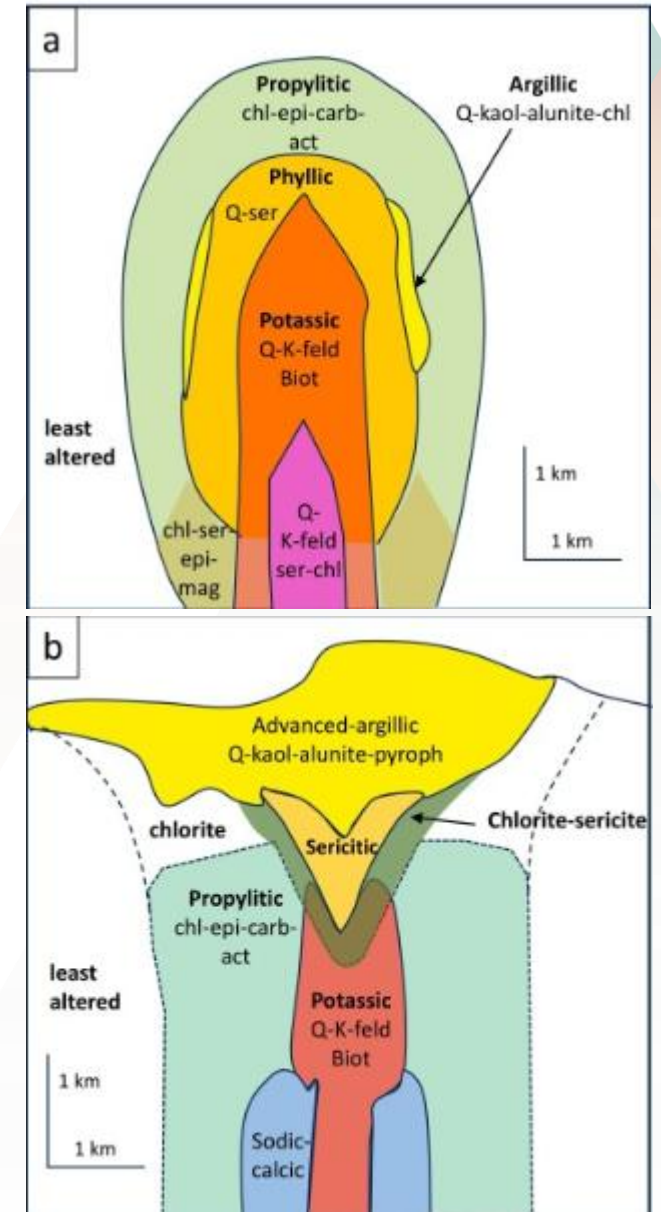 a
Propylitic
chl-epi-carb-
act
Argillic
Q-kaol-alunite-chl
Phyllic
Q-ser
Potassic
Q-K-feld
Biot
least
altered
Q-
K-feld
ser-chl
chl-ser-
epi-
mag
1 km
1 km
b
Advanced-argillic
Q-kaol-alunite-pyroph
chlorite
Chlorite-sericite
Sericitic
Propylitic
chl-epi-carb-
act
least
altered
Potassic
Q-K-feld
Biot
1 km
1 km
Sodic-
calcic